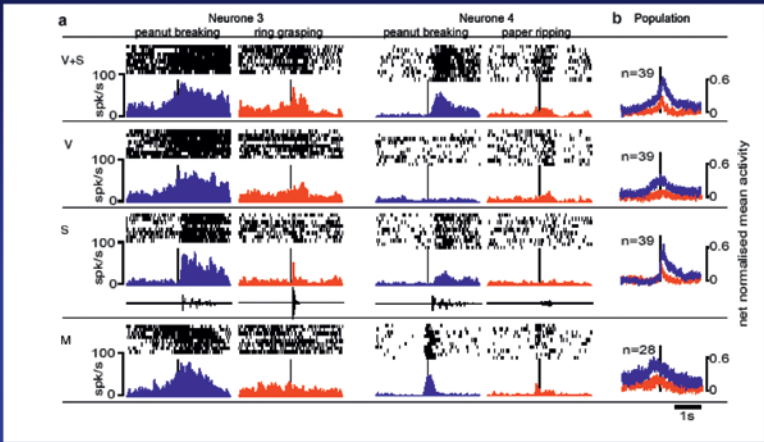 a Neurone 3 Neurone 4 b Population
peanut breaking ring grasping peanut breaking paper ripping
V+S
100
spk/s
0
n=39
0.6
0
V
100
spk/s
0
n=39
0.6
0
S
100
spk/s
0
n=39
0.6
0
M
100
spk/s
0
n=28
0.6
0
net normalised mean activity
1s